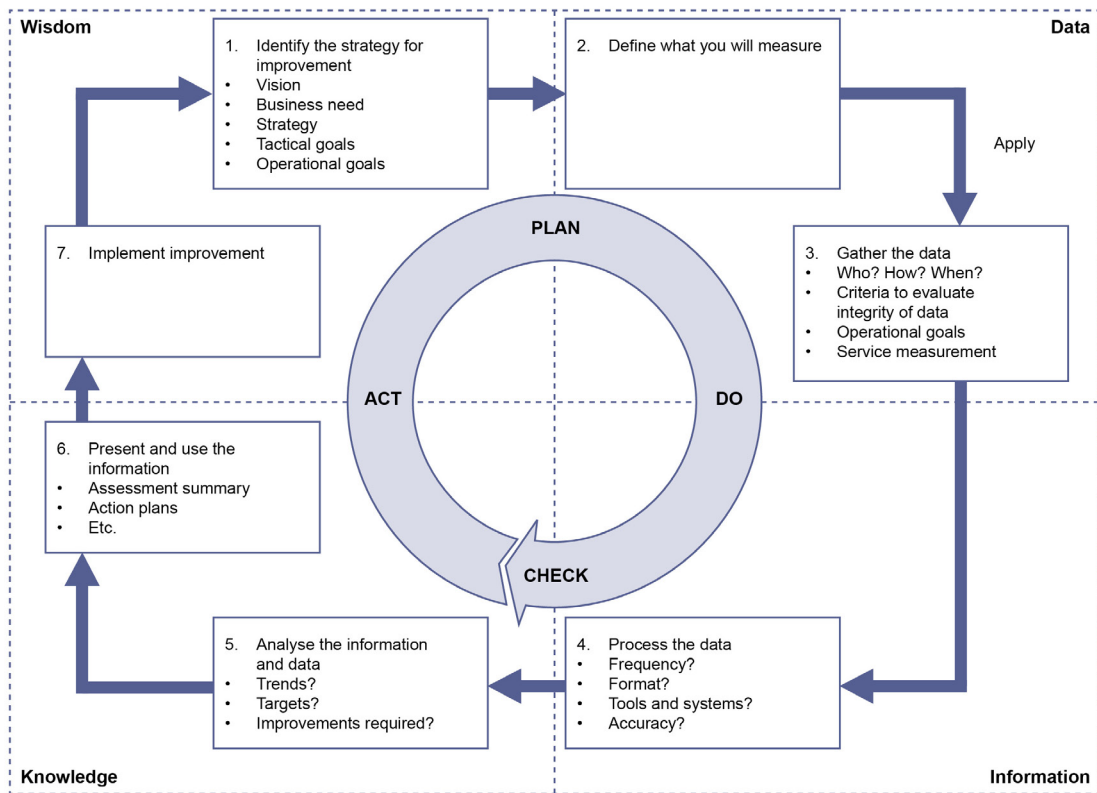 Wisdom
Data
1. Identify the strategy for
improvement
• Vision
• Business need
• Strategy
• Tactical goals
• Operational goals
2. Define what you will measure
Apply
3. Gather the data
• Who? How? When?
• Criteria to evaluate
integrity of data
• Operational goals
• Service measurement
4. Process the data
• Frequency?
• Format?
• Tools and systems?
• Accuracy?
5. Analyse the information
and data
• Trends?
• Targets?
• Improvements required?
6. Present and use the
information
• Assessment summary
• Action plans
• Etc.
7. Implement improvement
PLAN
DO
CHECK
ACT
Knowledge
Information